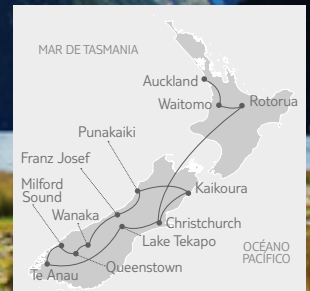 MAR DE TASMANIA
Auckland
Waitomo
Rotorua
Punakaiki
Franz Josef
Milford
Sound
Wanaka
Kaikoura
Christchurch
Lake Tekapo
Queenstown
Te Anau
OCÉANO
PACÍFICO